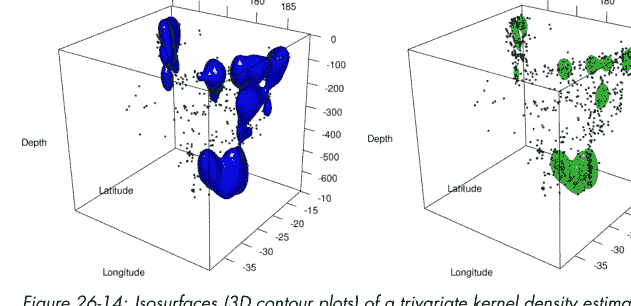 180
185
0
-100
-200
-300
-400
-500
-600
-10
-15
-20
-25
-30
-35
Depth
Latitude
Longitude
Depth
Latitude
Longitude
-30
-35
Figure 26-14: Isosurfaces (3D contour plots) of a trivariate kernel density estima